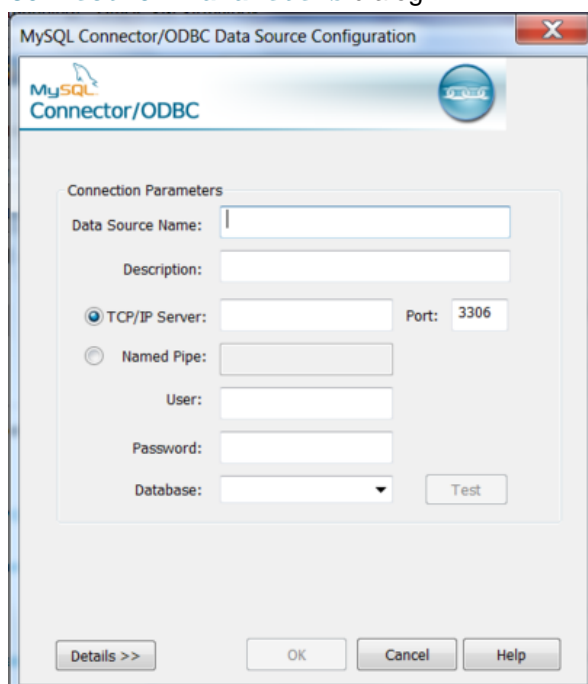 MySQL Connector/ODBC Data Source Configuration
MySQL
Connector/ODBC
Connection Parameters
Data Source Name:
Description:
TCP/IP Server: Port: 3306
Named Pipe:
User:
Password:
Database: Test
Details >> OK Cancel Help